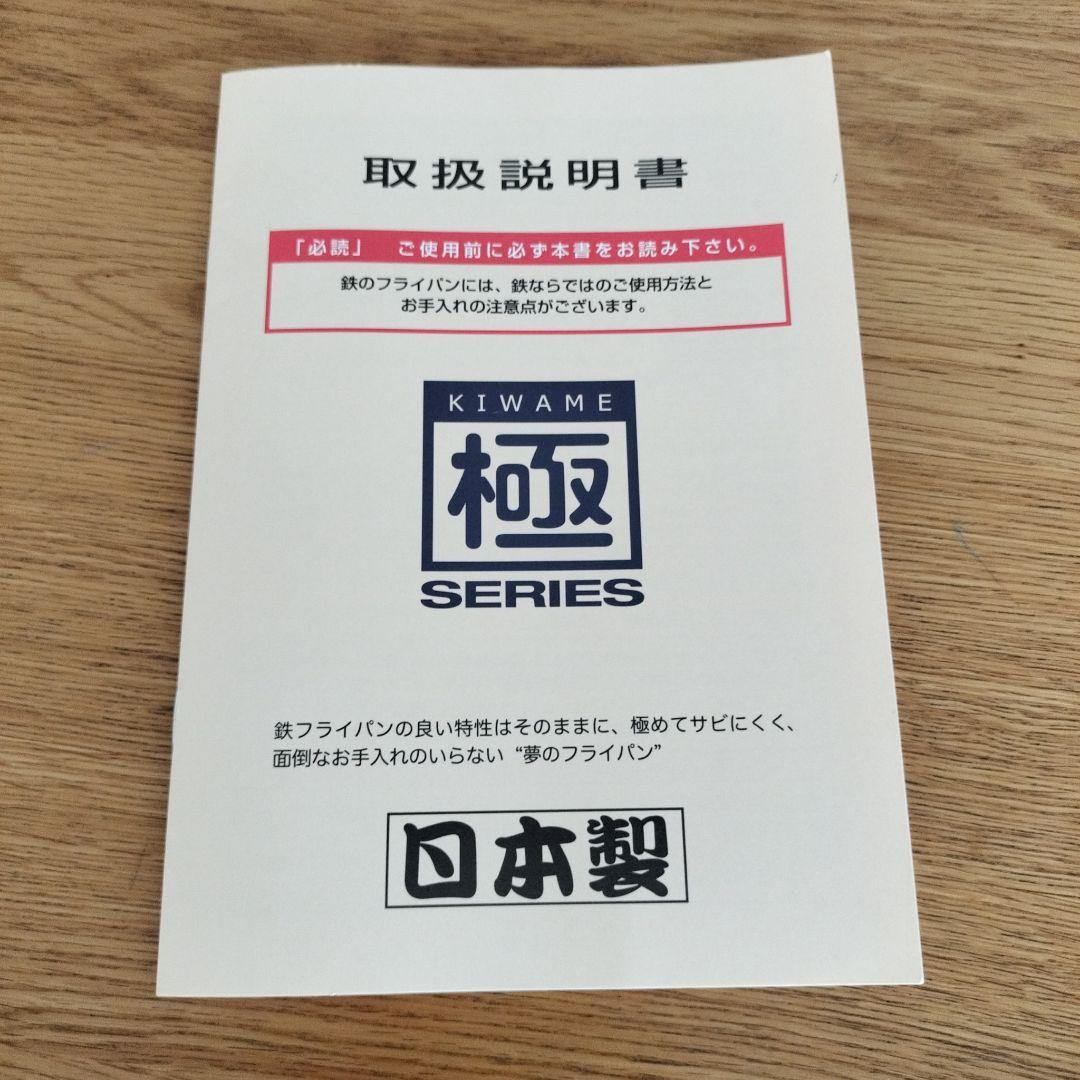 取扱説明書
「必読」 ご使用前に必ず本書をお読み下さい。
鉄のフライパンには、鉄ならではのご使用方法と
お手入れの注意点がございます。
KIWAME
極
SERIES
鉄フライパンの良い特性はそのままに、極めてサビにくく、
面倒なお手入れのいらない“夢のフライパン”
日本製